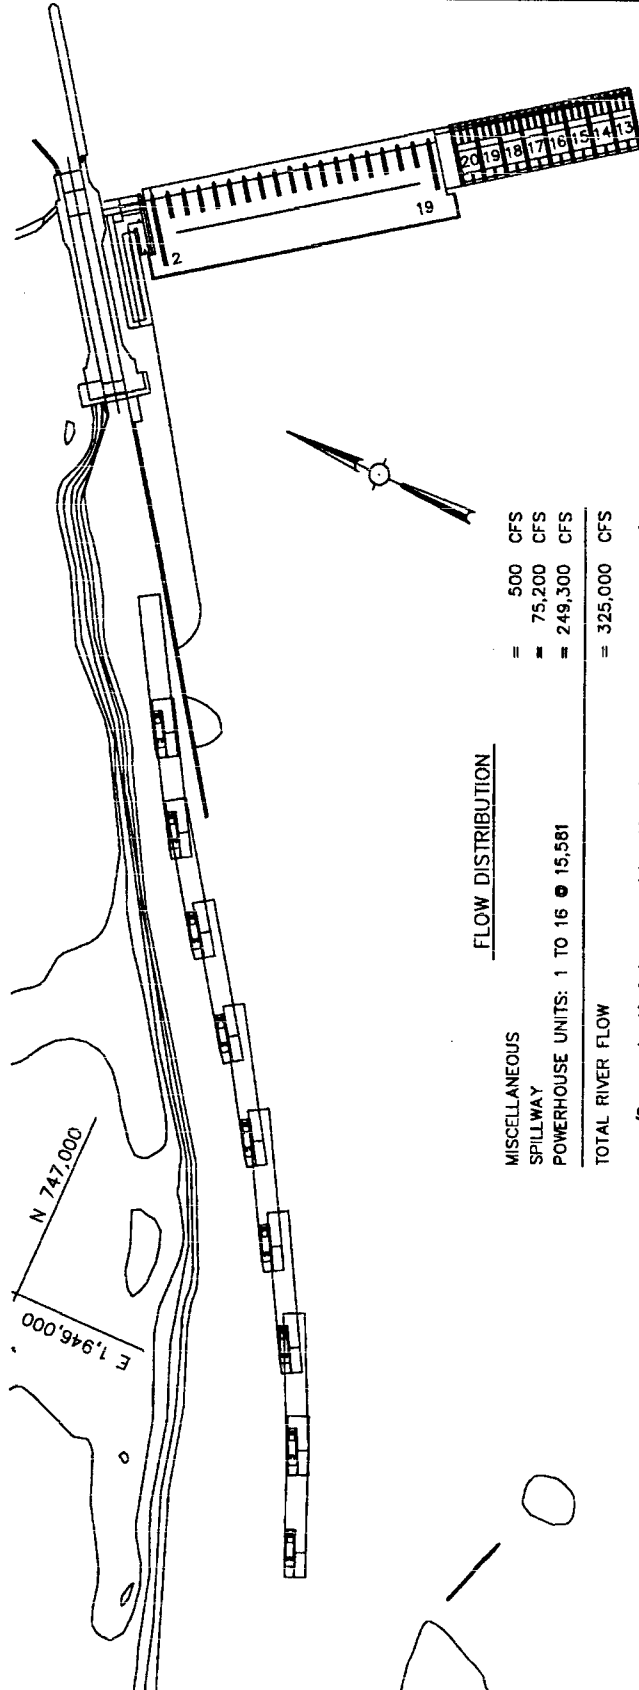 2
19
20 19 18 17 16 15 14 13
N 747,000
E 1,946,000
FLOW DISTRIBUTION
MISCELLANEOUS = 500 CFS
SPILLWAY = 75,200 CFS
POWERHOUSE UNITS: 1 TO 16 @ 15,581 = 249,300 CFS
TOTAL RIVER FLOW = 325,000 CFS